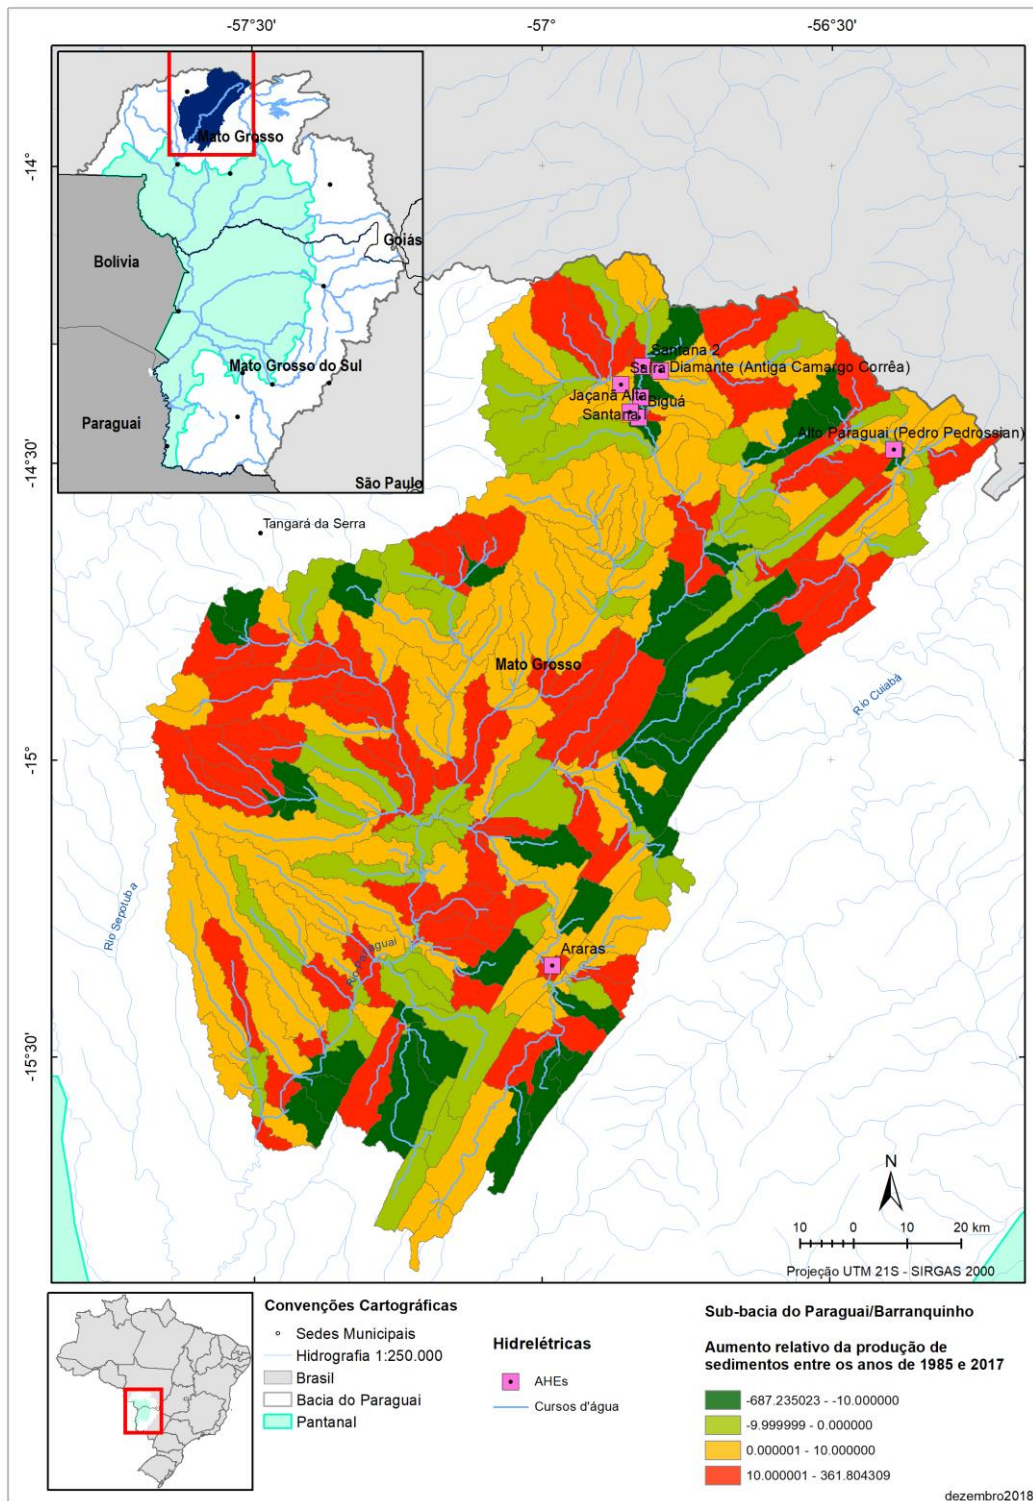 -57°30'
-57°
-56°30'
-14°
-14°30'
-15°
-15°30'
Mato Grosso
Goiás
Bolívia
Mato Grosso do Sul
Paraguai
São Paulo
Santana 2
Diamante (Antiga Camargo Corrêa)
Jaçanã Alta
Biguá
Santana
Alto Paraguai (Pedro Pedrossian)
Tangará da Serra
Mato Grosso
Rio Cuiabá
Rio Sepotuba
Paraguai
Araras
N
10 0 10 20 km
Projeção UTM 21S - SIRGAS 2000
Convenções Cartográficas
Sedes Municipais
Hidrografia 1:250.000
Brasil
Bacia do Paraguai
Pantanal
Hidrelétricas
AHEs
Cursos d'água
Sub-bacia do Paraguai/Barranquinho
Aumento relativo da produção de
sedimentos entre os anos de 1985 e 2017
-687.235023 - -10.000000
-9.999999 - 0.000000
0.000001 - 10.000000
10.000001 - 361.804309
dezembro2018